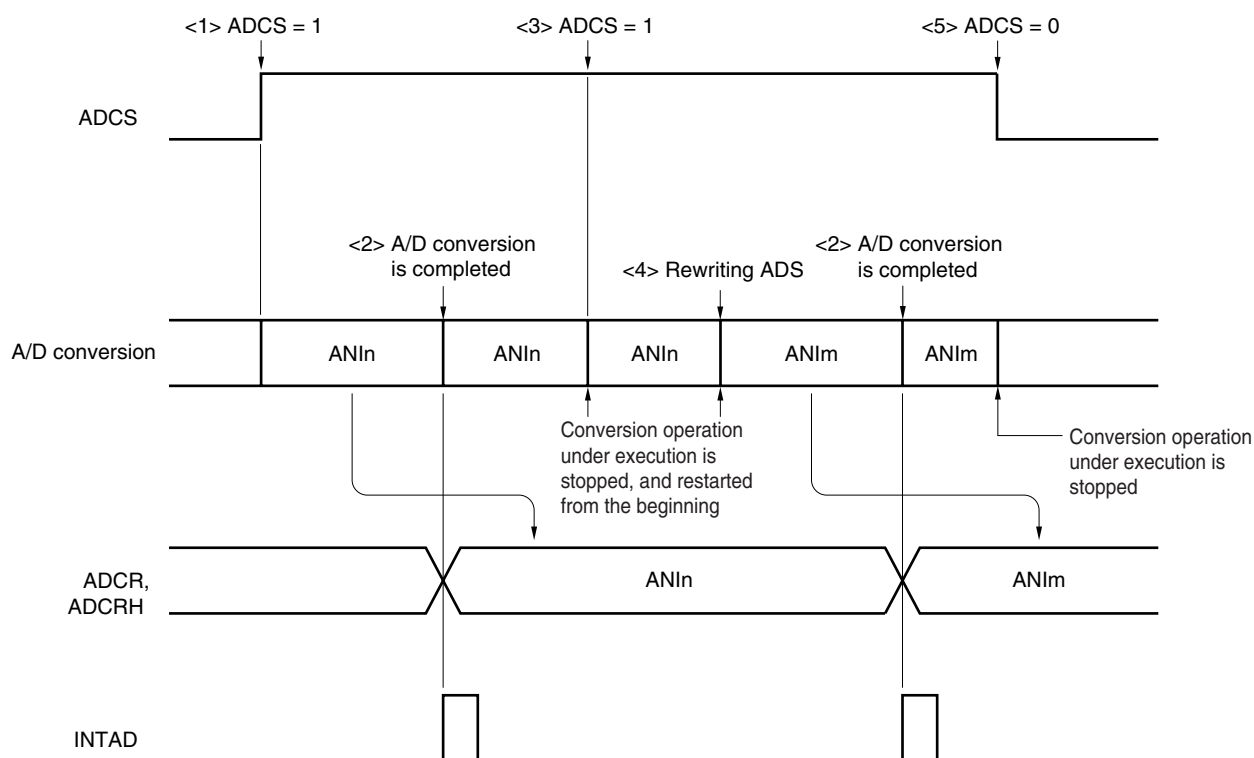 <1> ADCS = 1
<3> ADCS = 1
<5> ADCS = 0
ADCS
<2> A/D conversion
is completed
<4> Rewriting ADS
<2> A/D conversion
is completed
A/D conversion
ANIn
ANIn
ANIn
ANIm
ANIm
Conversion operation
under execution is
stopped, and restarted
from the beginning
Conversion operation
under execution is
stopped
ADCR,
ADCRH
ANIn
ANIm
INTAD